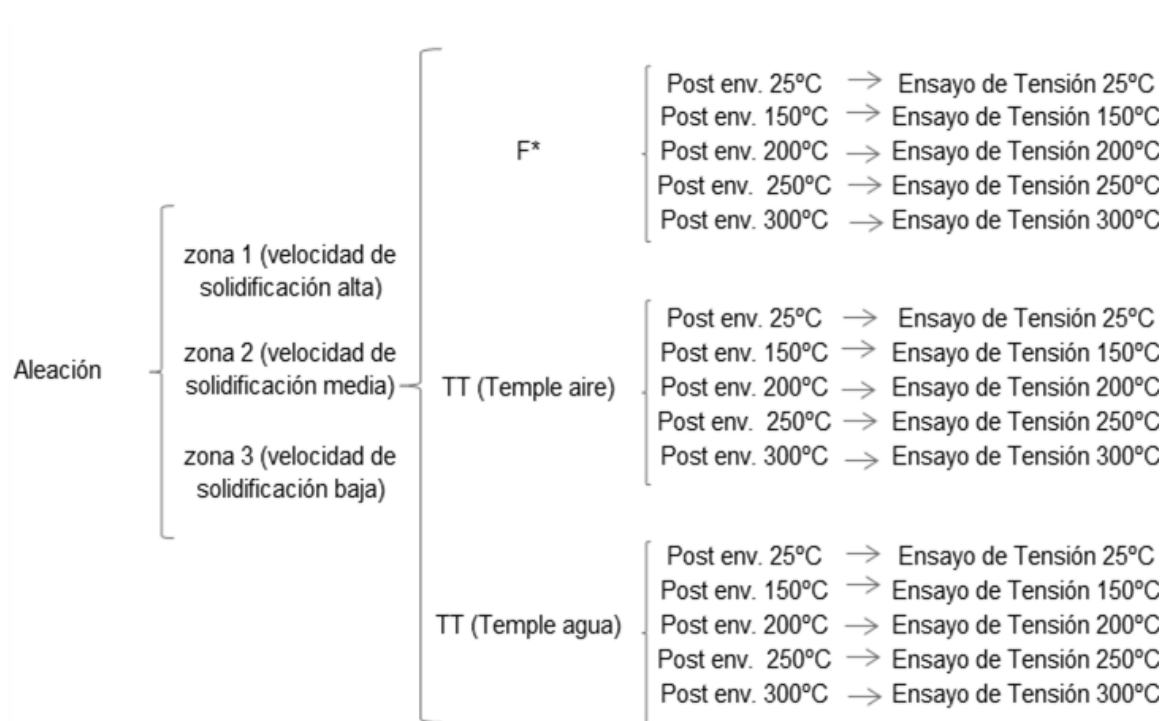 Aleación
zona 1 (velocidad de
solidificación alta)
zona 2 (velocidad de
solidificación media)
zona 3 (velocidad de
solidificación baja)
F*
Post env. 25ºC → Ensayo de Tensión 25ºC
Post env. 150ºC → Ensayo de Tensión 150ºC
Post env. 200ºC → Ensayo de Tensión 200ºC
Post env. 250ºC → Ensayo de Tensión 250ºC
Post env. 300ºC → Ensayo de Tensión 300ºC
TT (Temple aire)
Post env. 25ºC → Ensayo de Tensión 25ºC
Post env. 150ºC → Ensayo de Tensión 150ºC
Post env. 200ºC → Ensayo de Tensión 200ºC
Post env. 250ºC → Ensayo de Tensión 250ºC
Post env. 300ºC → Ensayo de Tensión 300ºC
TT (Temple agua)
Post env. 25ºC → Ensayo de Tensión 25ºC
Post env. 150ºC → Ensayo de Tensión 150ºC
Post env. 200ºC → Ensayo de Tensión 200ºC
Post env. 250ºC → Ensayo de Tensión 250ºC
Post env. 300ºC → Ensayo de Tensión 300ºC